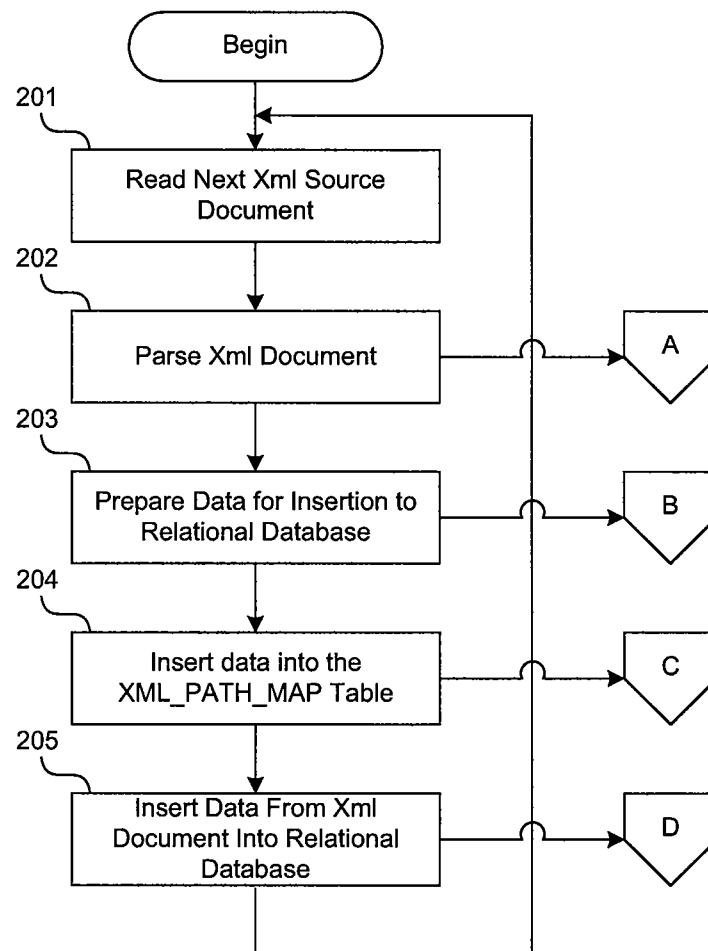 Begin
201
Read Next Xml Source
Document
202
Parse Xml Document
A
203
Prepare Data for Insertion to
Relational Database
B
204
Insert data into the
XML_PATH_MAP Table
C
205
Insert Data From Xml
Document Into Relational
Database
D